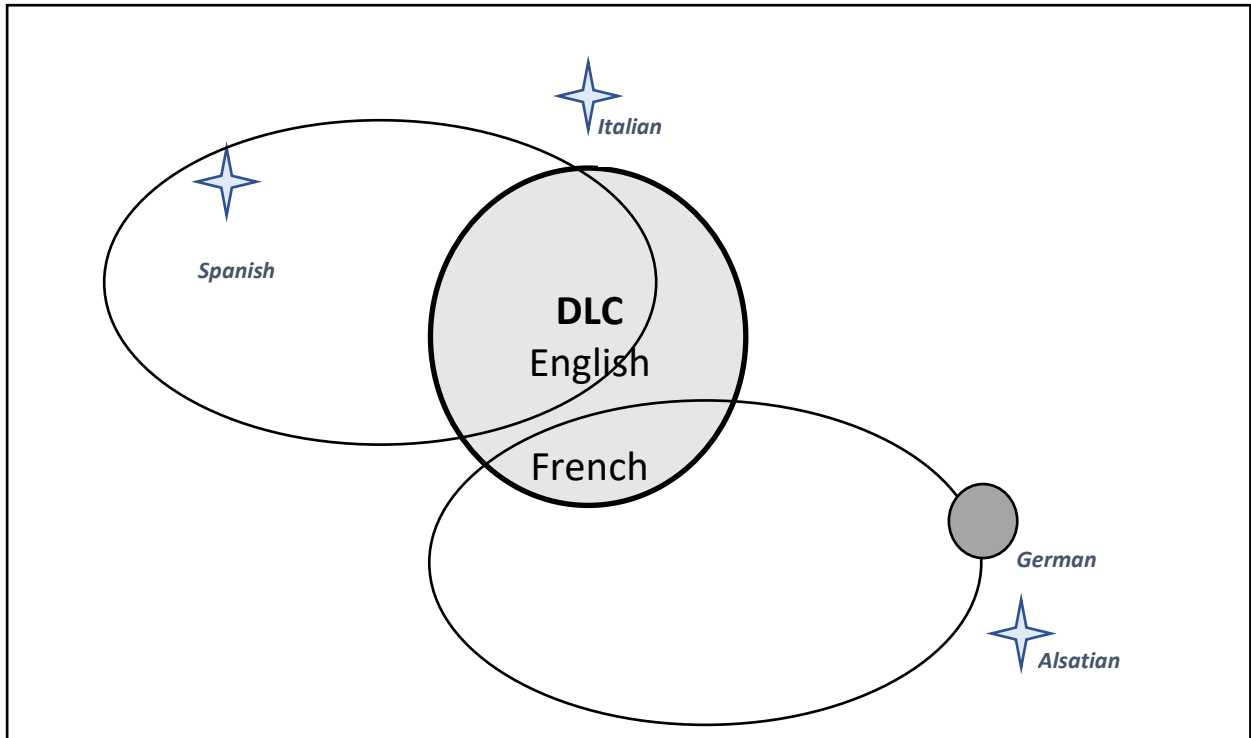 Italian
Spanish
DLC
English
French
German
Alsatian